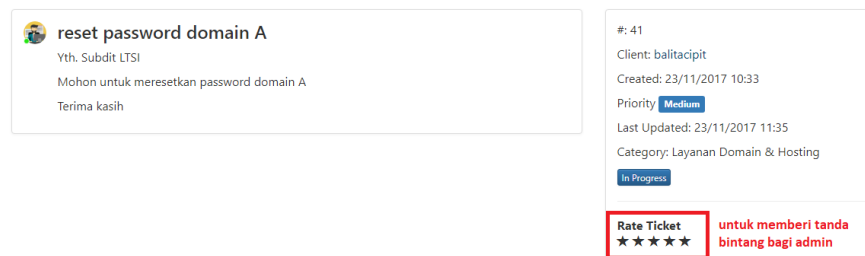 reset password domain A
Yth. Subdit LTSI
Mohon untuk meresetkan password domain A
Terima kasih
#: 41
Client: balitacipit
Created: 23/11/2017 10:33
Priority Medium
Last Updated: 23/11/2017 11:35
Category: Layanan Domain & Hosting
In Progress
Rate Ticket
★★★★★
untuk memberi tanda
bintang bagi admin